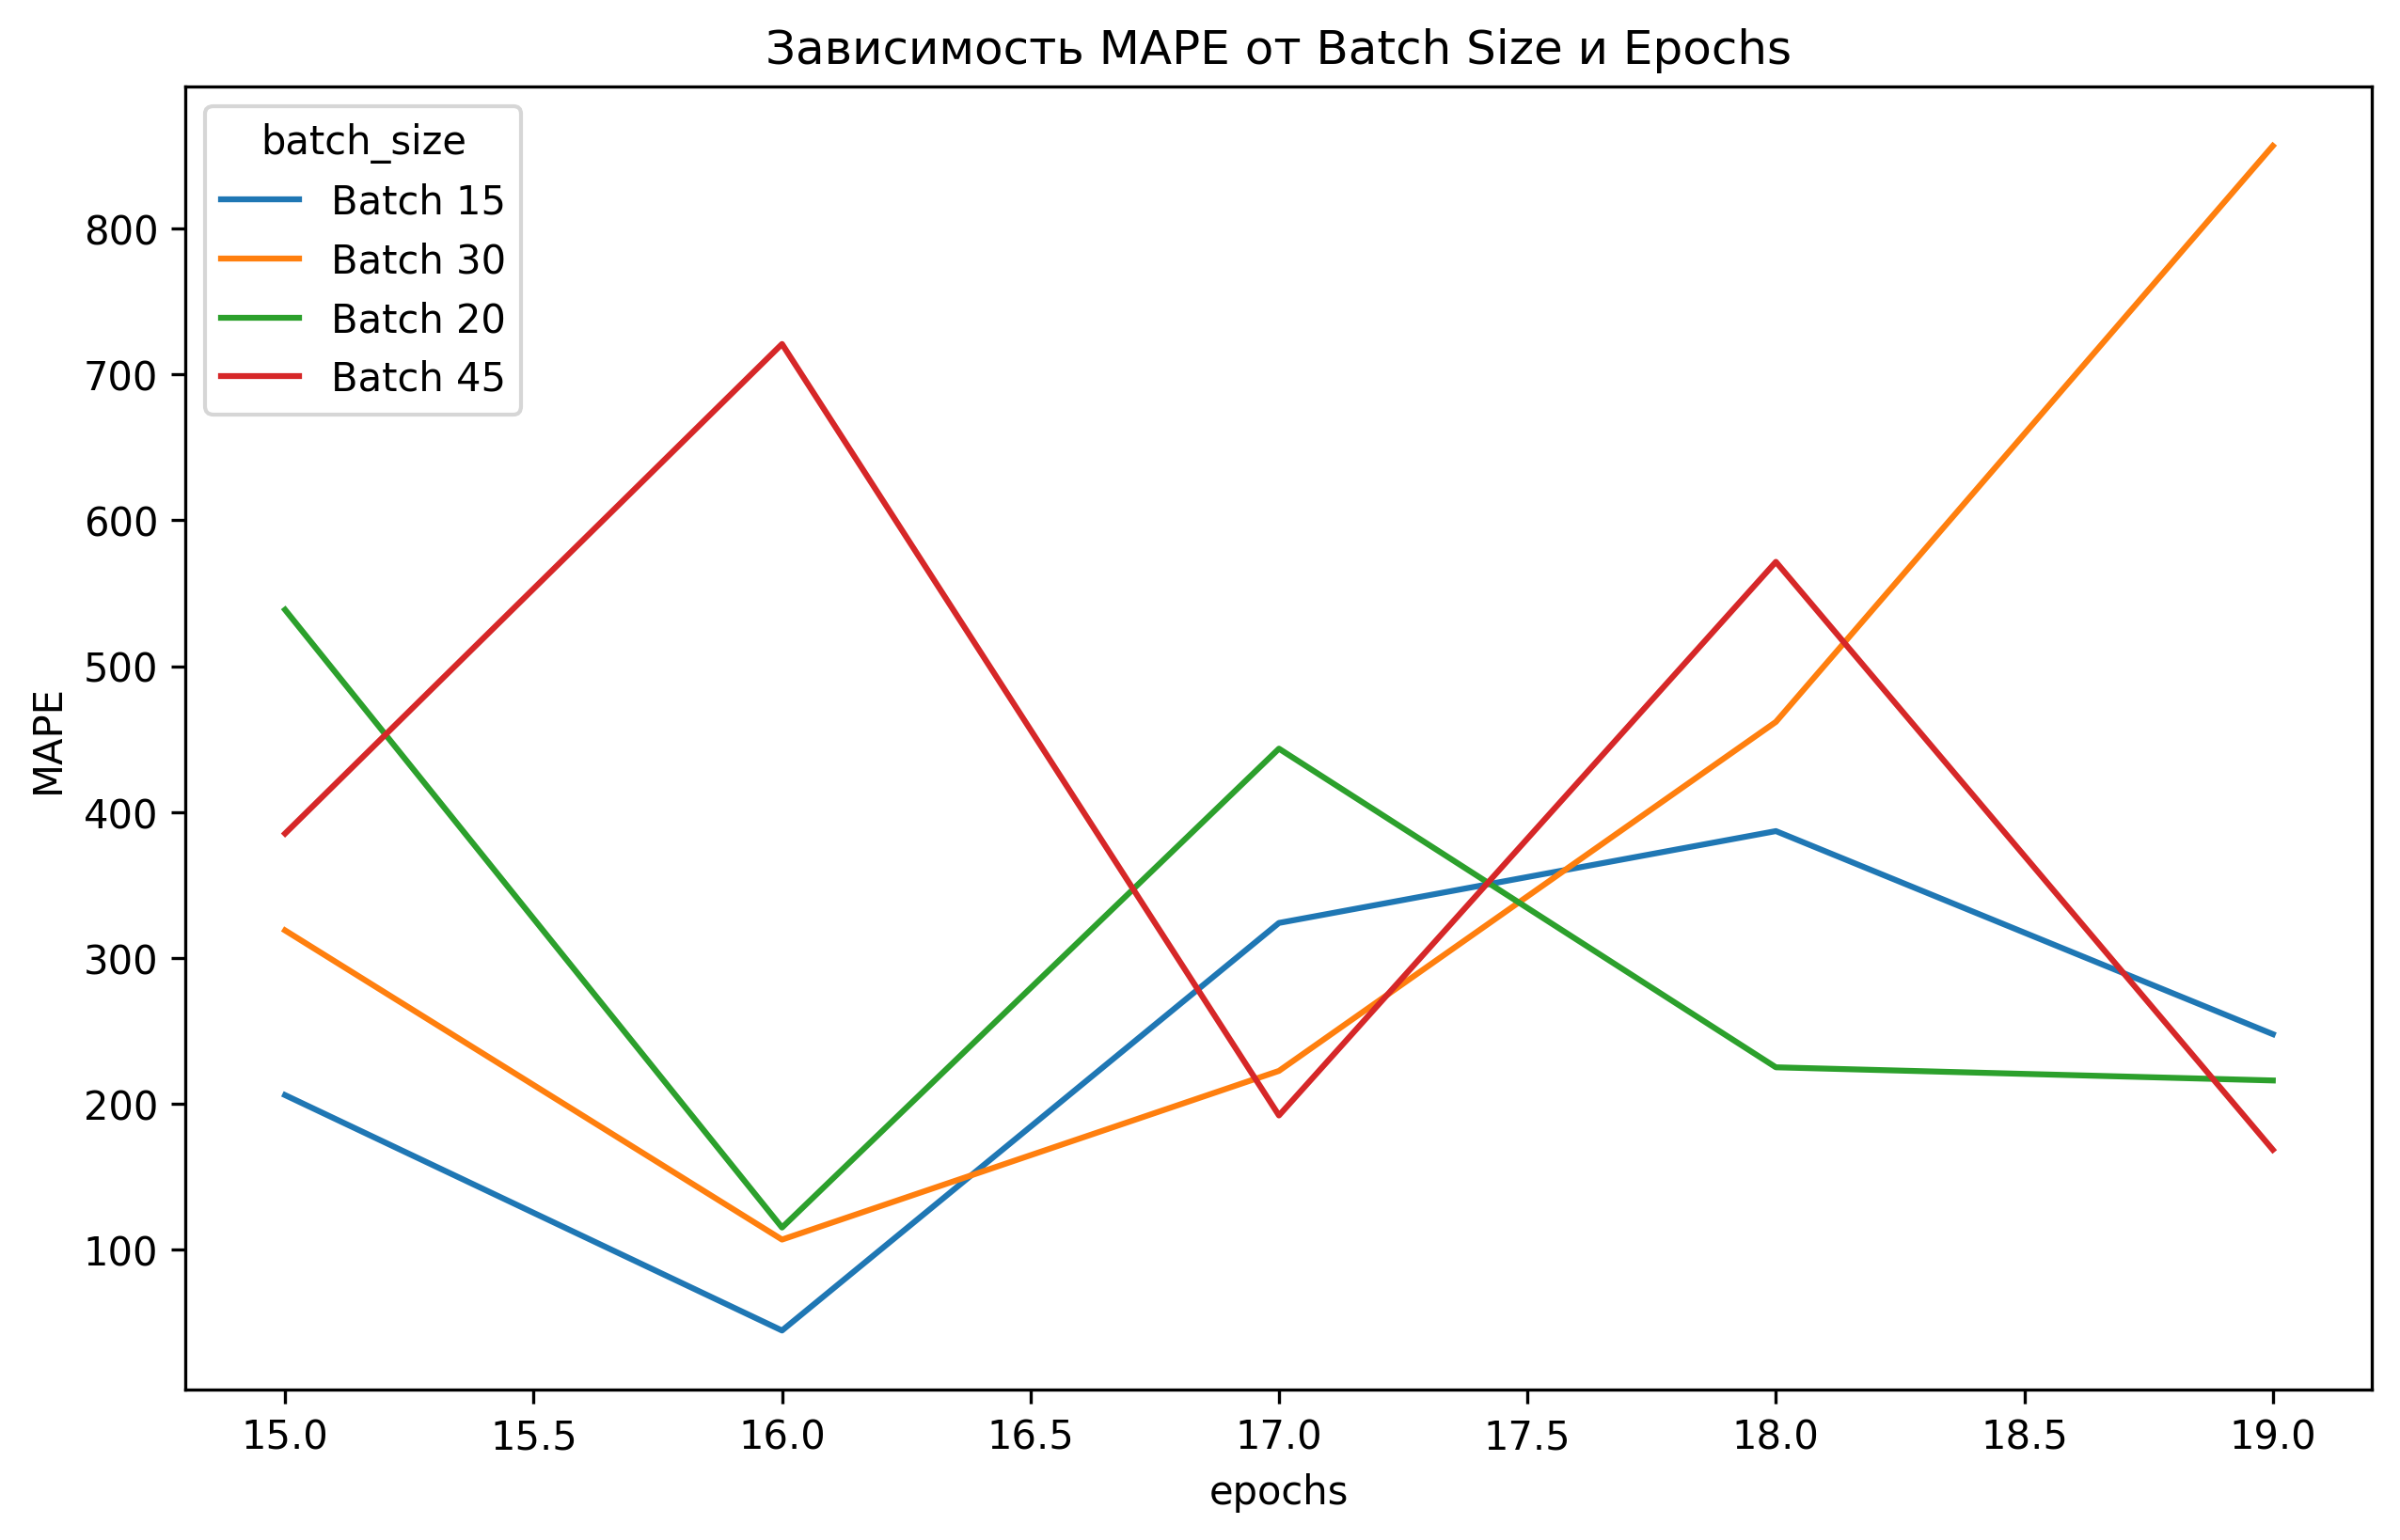 Зависимость MAPE от Batch Size и Epochs
batch_size
Batch 15
Batch 30
Batch 20
Batch 45
800
700
600
500
400
300
200
100
MAPE
15.0 15.5 16.0 16.5 17.0 17.5 18.0 18.5 19.0
epochs